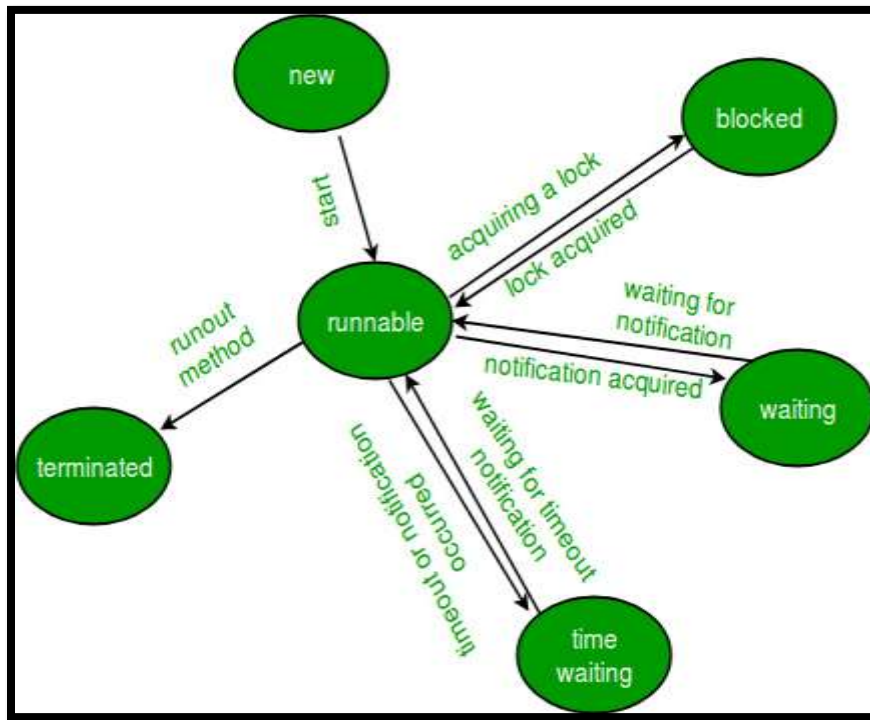 new
blocked
start
acquiring a lock
lock acquired
waiting for
notification
runnable
runout
method
notification acquired
waiting
terminated
timeout or notification
occurred
waiting for timeout
notification
time
waiting